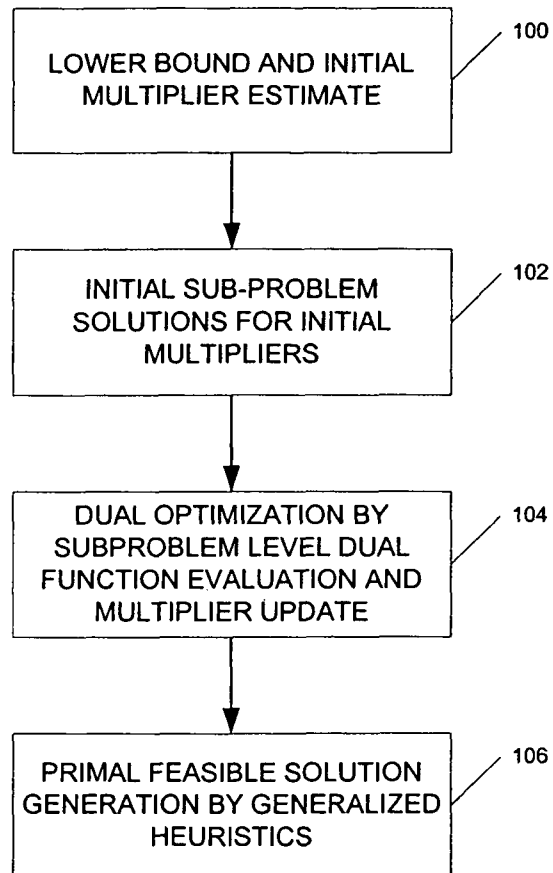 100
LOWER BOUND AND INITIAL
MULTIPLIER ESTIMATE
102
INITIAL SUB-PROBLEM
SOLUTIONS FOR INITIAL
MULTIPLIERS
104
DUAL OPTIMIZATION BY
SUBPROBLEM LEVEL DUAL
FUNCTION EVALUATION AND
MULTIPLIER UPDATE
106
PRIMAL FEASIBLE SOLUTION
GENERATION BY GENERALIZED
HEURISTICS